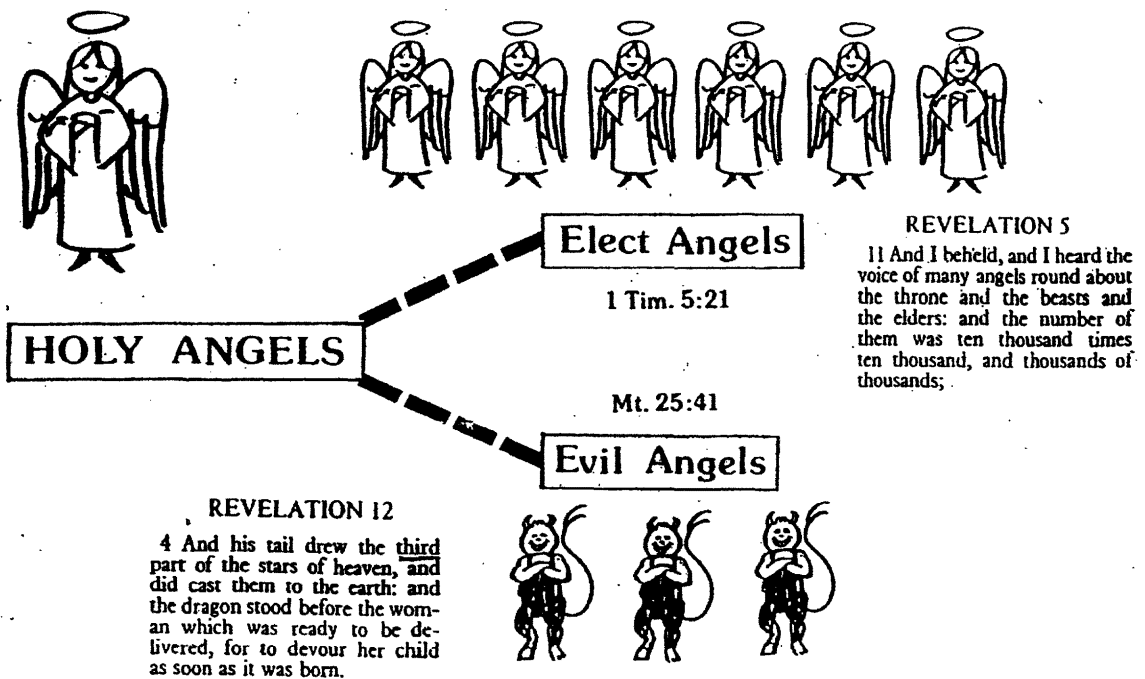 Elect Angels
1 Tim. 5:21
REVELATION 5
11 And I beheld, and I heard the
voice of many angels round about
the throne and the beasts and
the elders: and the number of
them was ten thousand times
ten thousand, and thousands of
thousands;
HOLY ANGELS
Mt. 25:41
Evil Angels
REVELATION 12
4 And his tail drew the third
part of the stars of heaven, and
did cast them to the earth: and
the dragon stood before the wom-
an which was ready to be de-
livered, for to devour her child
as soon as it was born.